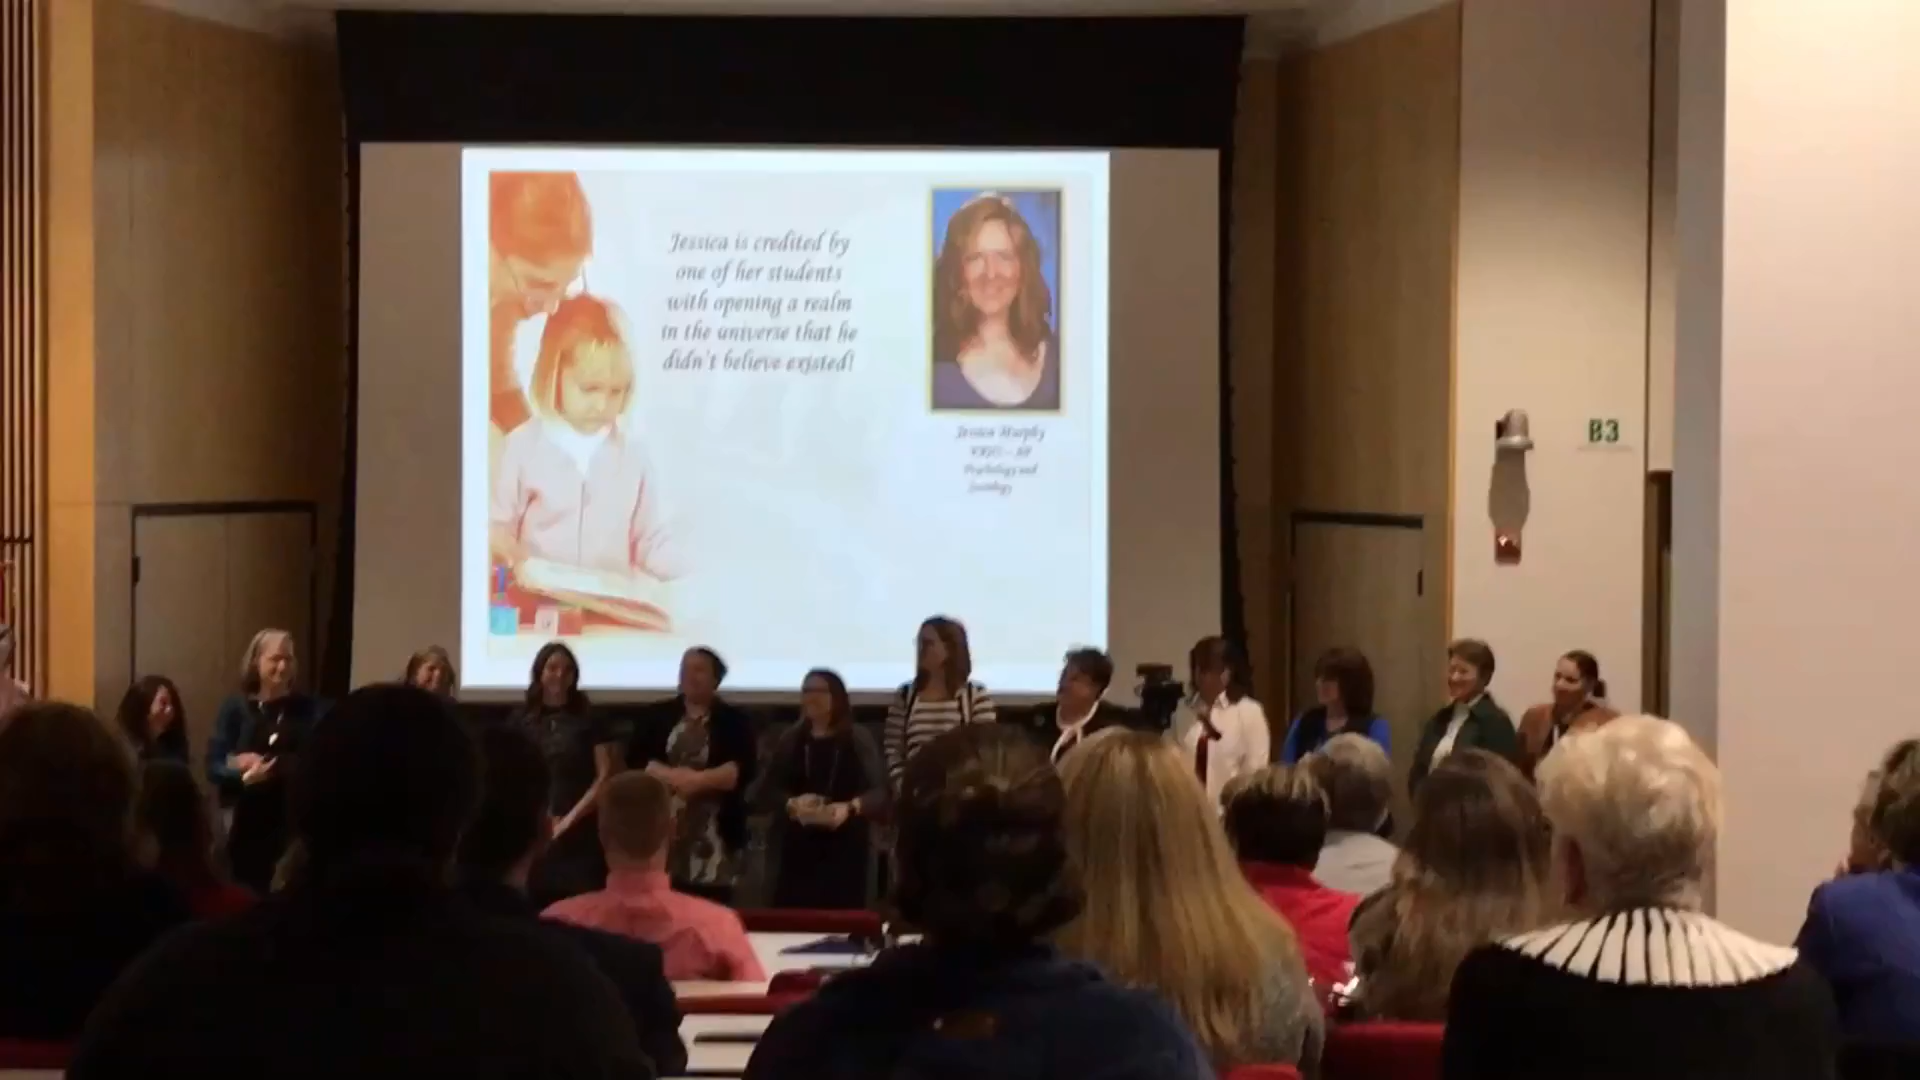 Jessica is credited by
one of her students
with opening a realm
in the universe that he
didn't believe existed!
Jessica Murphy
Psychology and
Sociology
B3